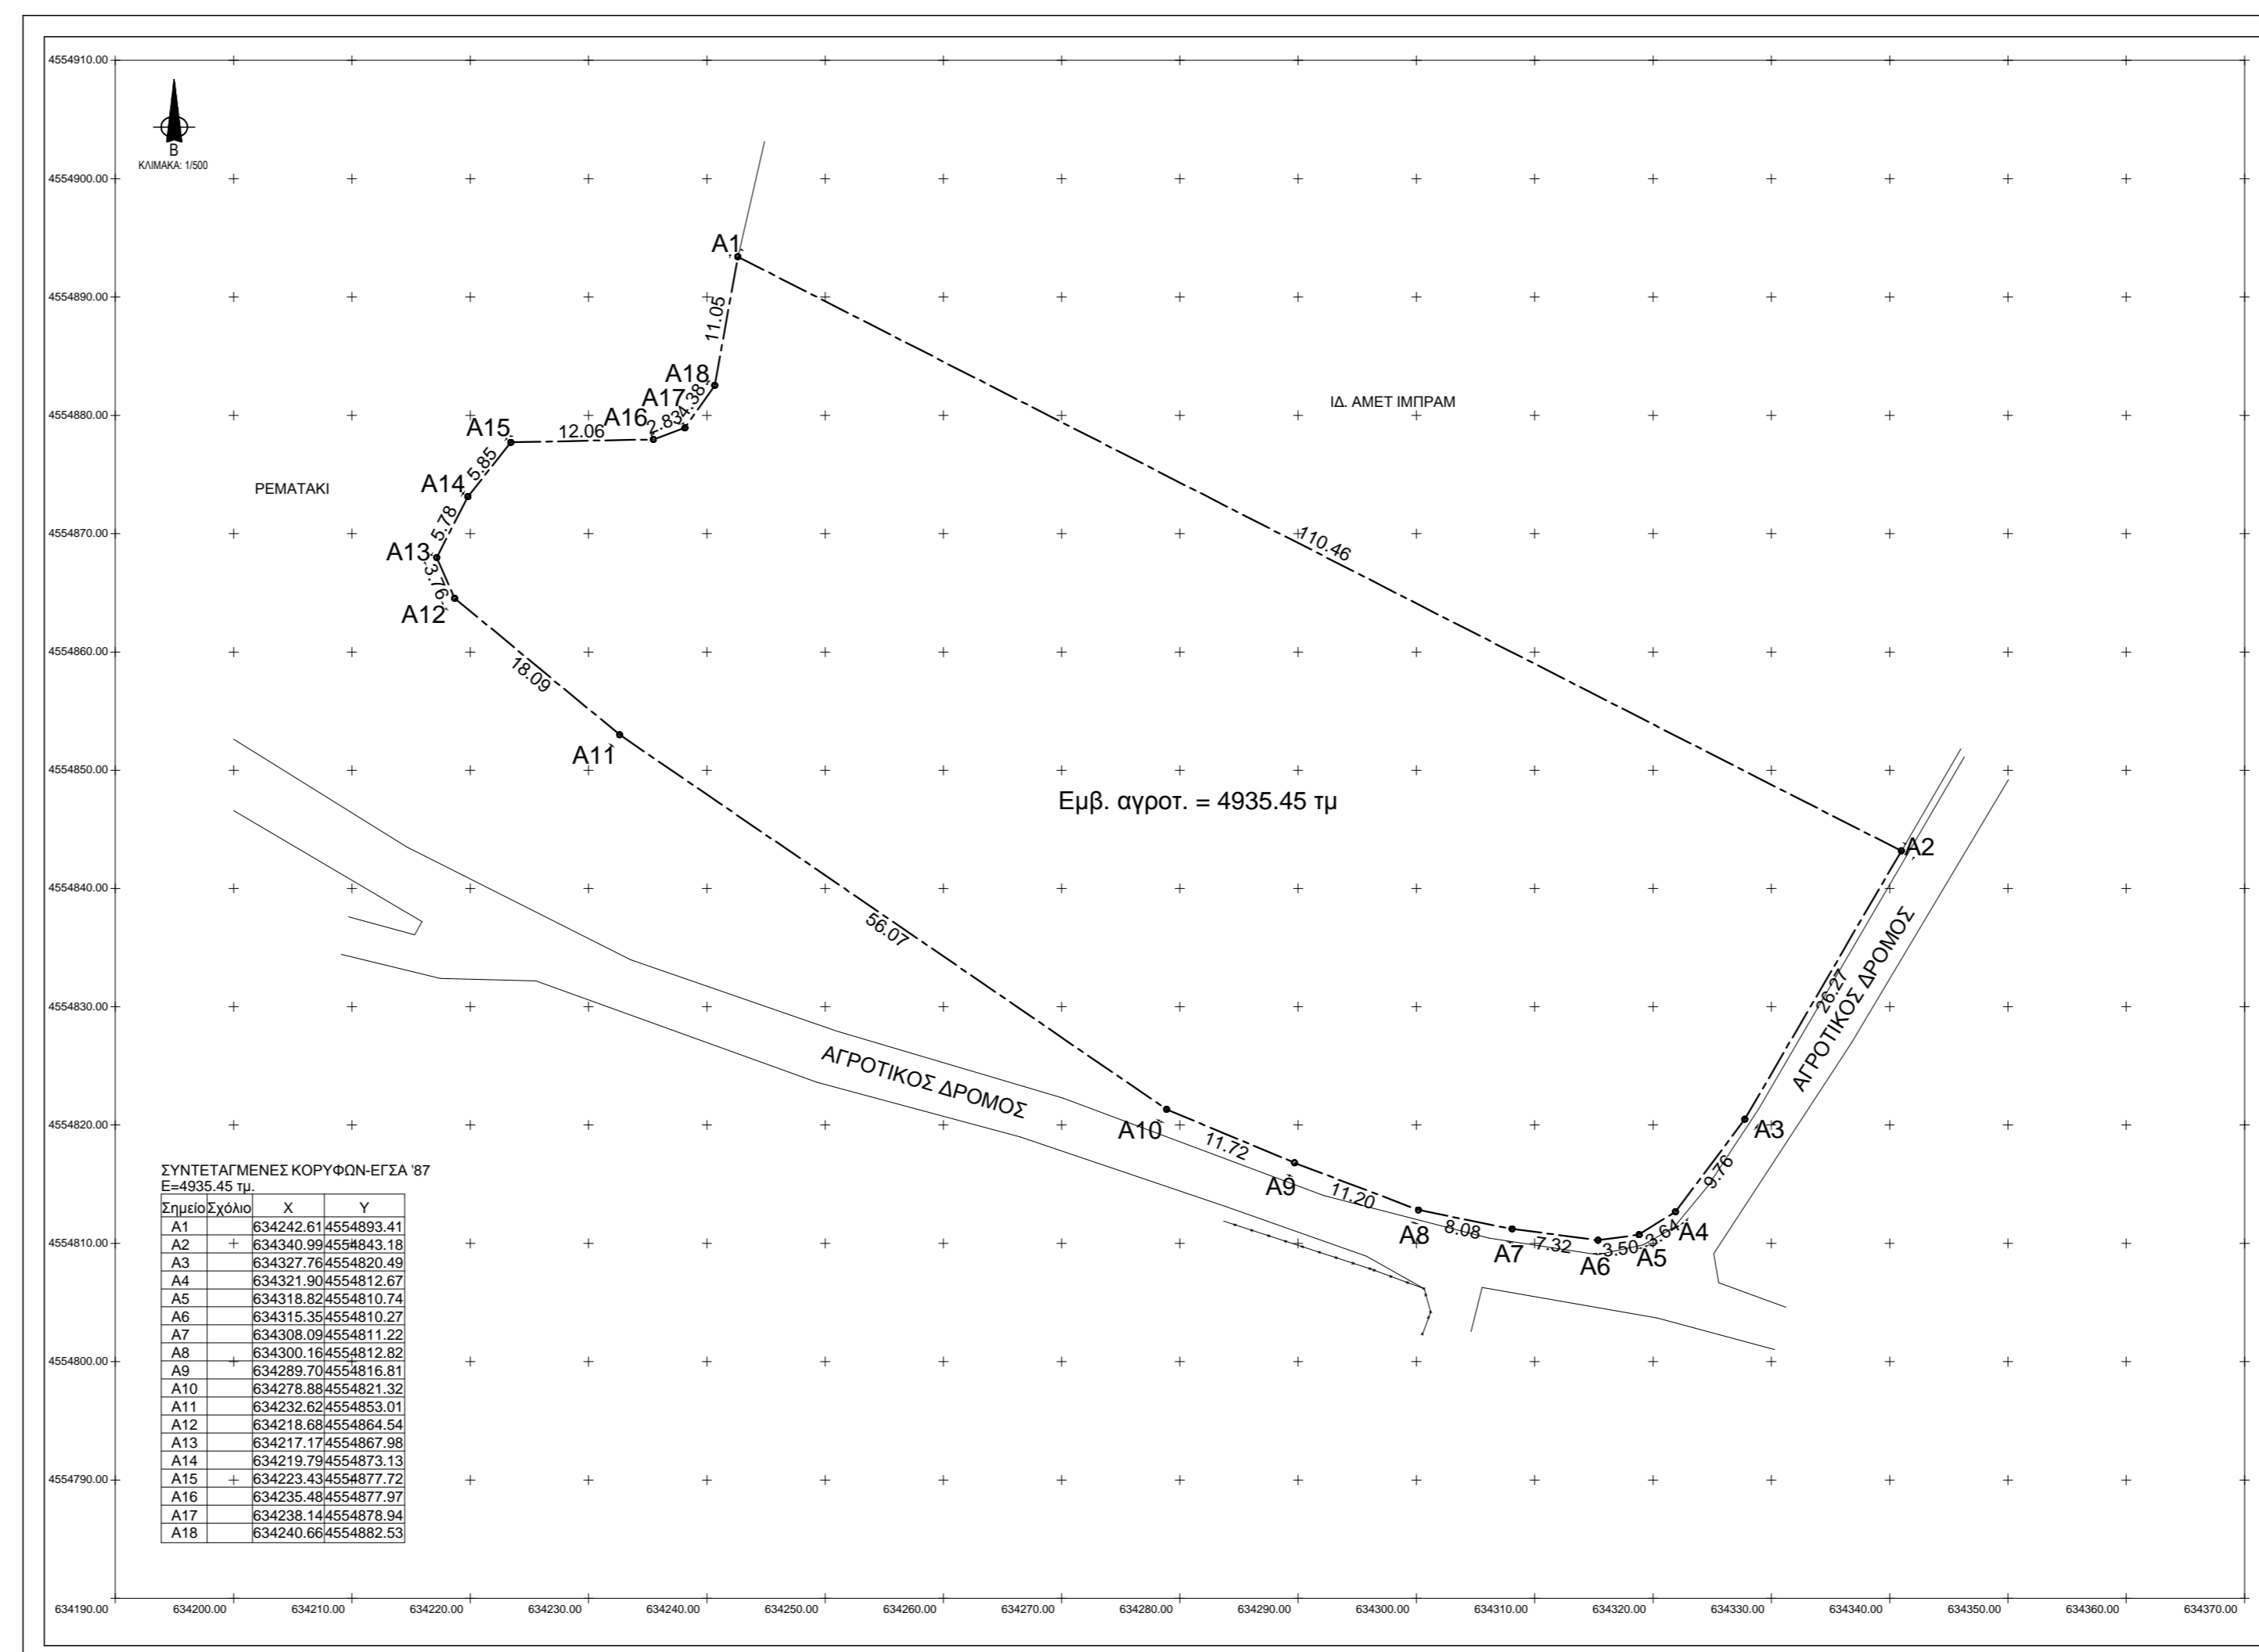 4554910.00
B
ΚΛΙΜΑΚΑ: 1/500
4554900.00
A1
4554890.00
11.05
A18
A17
4.38
4554880.00
A16
2.83
ΙΔ. ΑΜΕΤ ΙΜΠΡΑΜ
A15
12.06
5.85
A14
ΡΕΜΑΤΑΚΙ
5.78
4554870.00
110.46
A13
3.76
A12
4554860.00
18.09
A11
4554850.00
Εμβ. αγροτ. = 4935.45 τμ
A2
4554840.00
56.07
26.27
ΑΓΡΟΤΙΚΟΣ ΔΡΟΜΟΣ
4554830.00
ΑΓΡΟΤΙΚΟΣ ΔΡΟΜΟΣ
4554820.00
A10
11.72
A3
9.76
A9
11.20
A8
8.08
A7
7.32
A6
3.50
A5
3.64
A4
ΣΥΝΤΕΤΑΓΜΕΝΕΣ ΚΟΡΥΦΩΝ-ΕΓΣΑ '87
E=4935.45 τμ.
Σημείο Σχόλιο X Y
A1 634242.61 4554893.41
A2 634340.99 4554843.18
A3 634327.76 4554820.49
A4 634321.90 4554812.67
A5 634318.82 4554810.74
A6 634315.35 4554810.27
A7 634308.09 4554811.22
A8 634300.16 4554812.82
A9 634289.70 4554816.81
A10 634278.88 4554821.32
A11 634232.62 4554853.01
A12 634218.68 4554864.54
A13 634217.17 4554867.98
A14 634219.79 4554873.13
A15 634223.43 4554877.72
A16 634235.48 4554877.97
A17 634238.14 4554878.94
A18 634240.66 4554882.53
4554810.00
4554800.00
4554790.00
634190.00 634200.00 634210.00 634220.00 634230.00 634240.00 634250.00 634260.00 634270.00 634280.00 634290.00 634300.00 634310.00 634320.00 634330.00 634340.00 634350.00 634360.00 634370.00